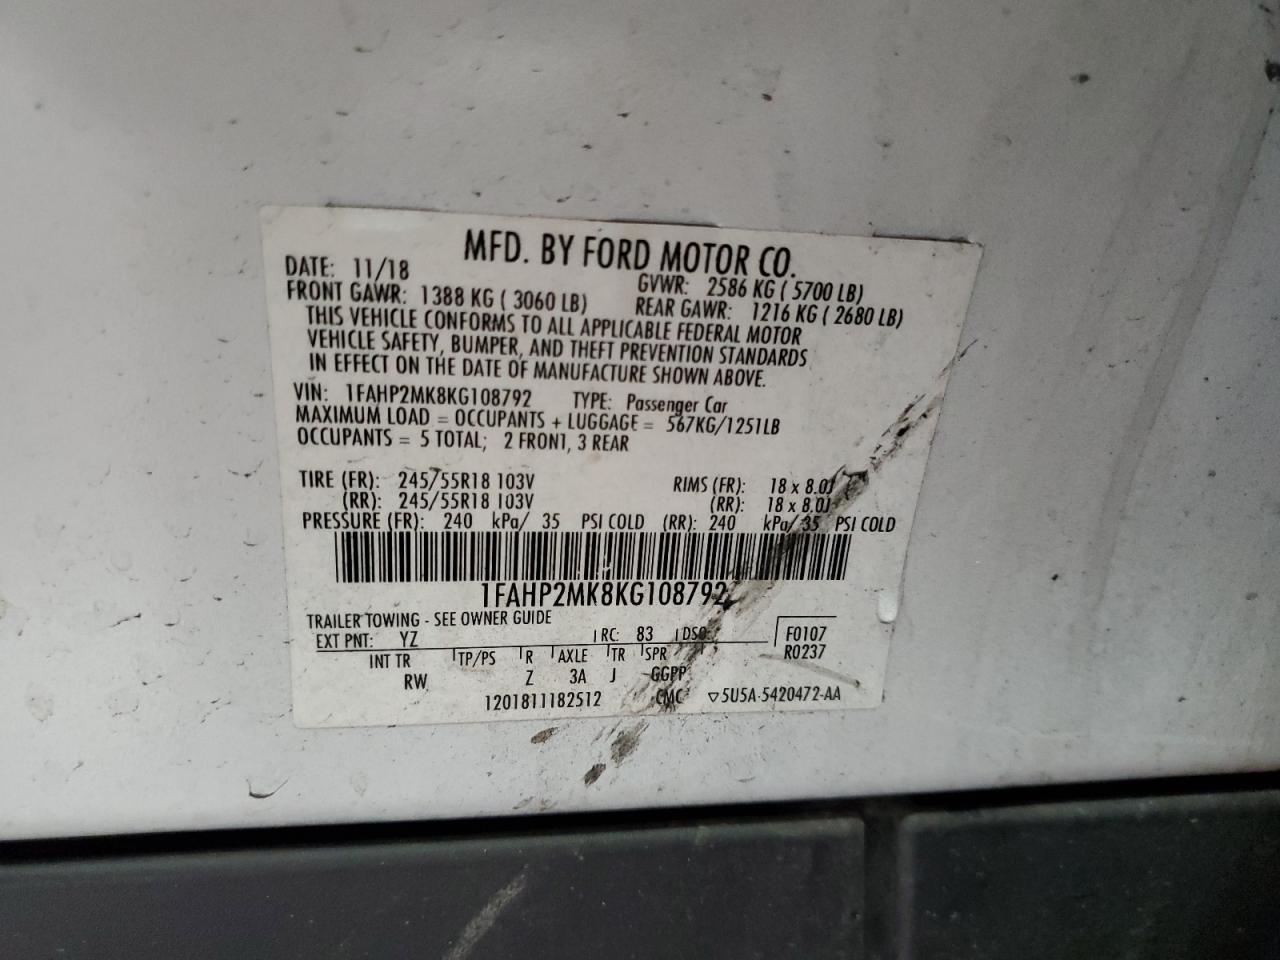 MFD. BY FORD MOTOR CO.
DATE: 11/18 GVWR: 2586 KG ( 5700 LB)
FRONT GAWR: 1388 KG ( 3060 LB) REAR GAWR: 1216 KG ( 2680 LB)
THIS VEHICLE CONFORMS TO ALL APPLICABLE FEDERAL MOTOR
VEHICLE SAFETY, BUMPER, AND THEFT PREVENTION STANDARDS
IN EFFECT ON THE DATE OF MANUFACTURE SHOWN ABOVE.
VIN: 1FAHP2MK8KG108792 TYPE: Passenger Car
MAXIMUM LOAD = OCCUPANTS + LUGGAGE = 567KG/1251LB
OCCUPANTS = 5 TOTAL; 2 FRONT, 3 REAR
TIRE (FR): 245/55R18 103V RIMS (FR): 18 x 8.0J
(RR): 245/55R18 103V (RR): 18 x 8.0J
PRESSURE (FR): 240 kPa/ 35 PSI COLD (RR): 240 kPa/ 35 PSI COLD
1FAHP2MK8KG108792
TRAILER TOWING - SEE OWNER GUIDE
EXT PNT: YZ RC: 83 DSO: F0107
INT TR TP/PS R AXLE TR SPR R0237
RW Z 3A J GGPP
1201811182512 CMC ▽5U5A-5420472-AA